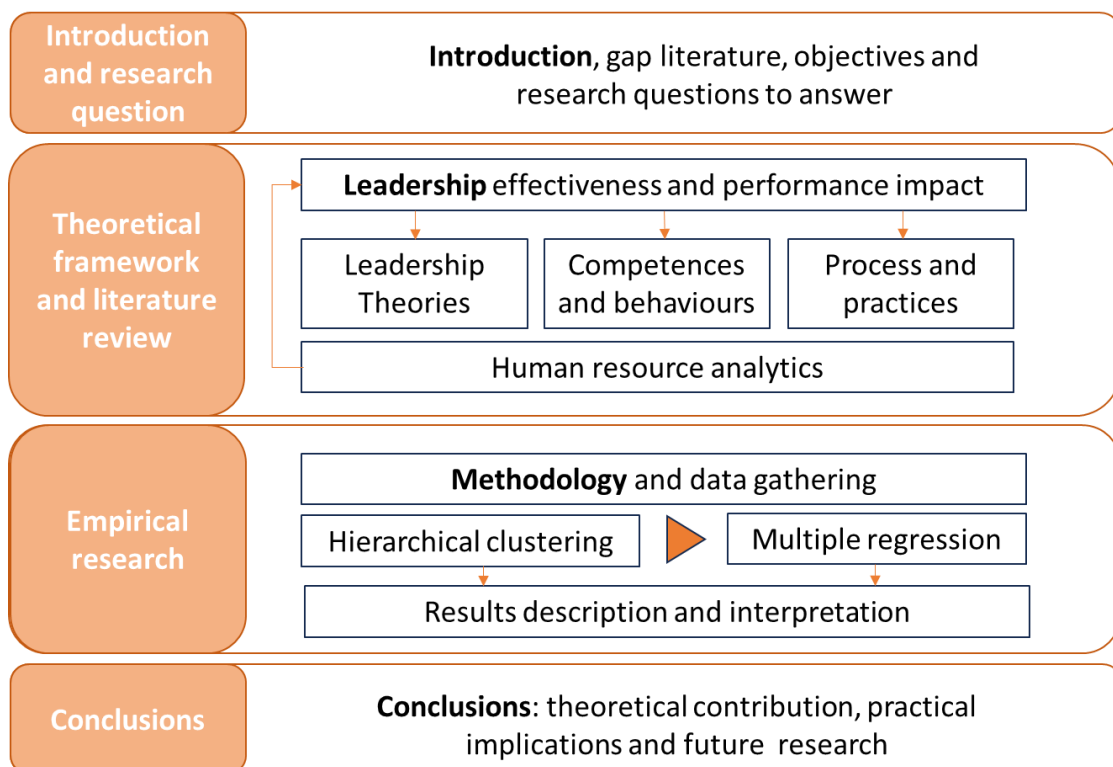 Introduction
and research
question
Introduction, gap literature, objectives and
research questions to answer
Theoretical
framework
and literature
review
Leadership effectiveness and performance impact
Leadership
Theories
Competences
and behaviours
Process and
practices
Human resource analytics
Empirical
research
Methodology and data gathering
Hierarchical clustering
Multiple regression
Results description and interpretation
Conclusions
Conclusions: theoretical contribution, practical
implications and future research